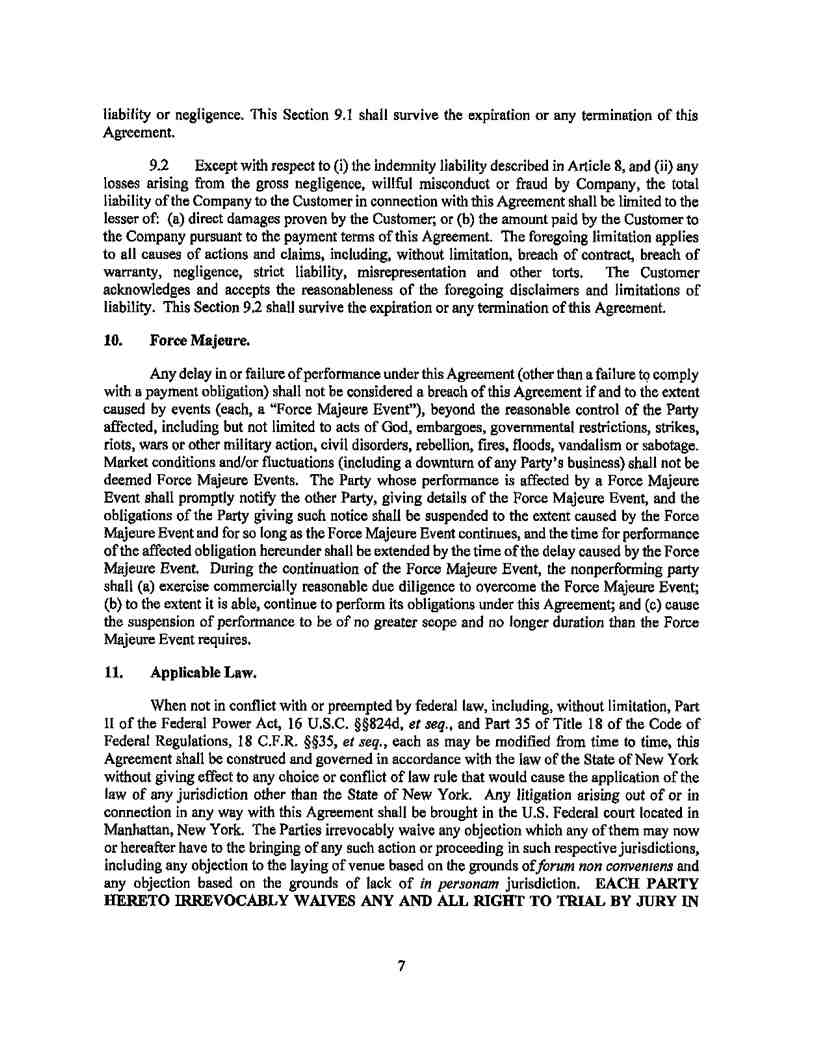 liability or negligence. This Section 9.1 shall survive the expiration or any termination of this
Agreement.
9.2 Except with respect to (i) the indemnity liability described in Article 8, and (ii) any
losses arising from the gross negligence, willful misconduct or fraud by Company, the total
liability of the Company to the Customer in connection with this Agreement shall be limited to the
lesser of: (a) direct damages proven by the Customer; or (b) the amount paid by the Customer to
the Company pursuant to the payment terms of this Agreement. The foregoing limitation applies
to all causes of actions and claims, including, without limitation, breach of contract, breach of
warranty, negligence, strict liability, misrepresentation and other torts. The Customer
acknowledges and accepts the reasonableness of the foregoing disclaimers and limitations of
liability. This Section 9.2 shall survive the expiration or any termination of this Agreement.
10. Force Majeure.
Any delay in or failure of performance under this Agreement (other than a failure to comply
with a payment obligation) shall not be considered a breach of this Agreement if and to the extent
caused by events (each, a “Force Majeure Event”), beyond the reasonable control of the Party
affected, including but not limited to acts of God, embargoes, governmental restrictions, strikes,
riots, wars or other military action, civil disorders, rebellion, fires, floods, vandalism or sabotage.
Market conditions and/or fluctuations (including a downturn of any Party’s business) shall not be
deemed Force Majeure Events. The Party whose performance is affected by a Force Majeure
Event shall promptly notify the other Party, giving details of the Force Majeure Event, and the
obligations of the Party giving such notice shall be suspended to the extent caused by the Force
Majeure Event and for so long as the Force Majeure Event continues, and the time for performance
of the affected obligation hereunder shall be extended by the time of the delay caused by the Force
Majeure Event. During the continuation of the Force Majeure Event, the nonperforming party
shall (a) exercise commercially reasonable due diligence to overcome the Force Majeure Event;
(b) to the extent it is able, continue to perform its obligations under this Agreement; and (c) cause
the suspension of performance to be of no greater scope and no longer duration than the Force
Majeure Event requires.
11. Applicable Law.
When not in conflict with or preempted by federal law, including, without limitation, Part
II of the Federal Power Act, 16 U.S.C. §§824d, et seq., and Part 35 of Title 18 of the Code of
Federal Regulations, 18 C.F.R. §§35, et seq., each as may be modified from time to time, this
Agreement shall be construed and governed in accordance with the law of the State of New York
without giving effect to any choice or conflict of law rule that would cause the application of the
law of any jurisdiction other than the State of New York. Any litigation arising out of or in
connection in any way with this Agreement shall be brought in the U.S. Federal court located in
Manhattan, New York. The Parties irrevocably waive any objection which any of them may now
or hereafter have to the bringing of any such action or proceeding in such respective jurisdictions,
including any objection to the laying of venue based on the grounds of forum non conveniens and
any objection based on the grounds of lack of in personam jurisdiction. EACH PARTY
HERETO IRREVOCABLY WAIVES ANY AND ALL RIGHT TO TRIAL BY JURY IN
7